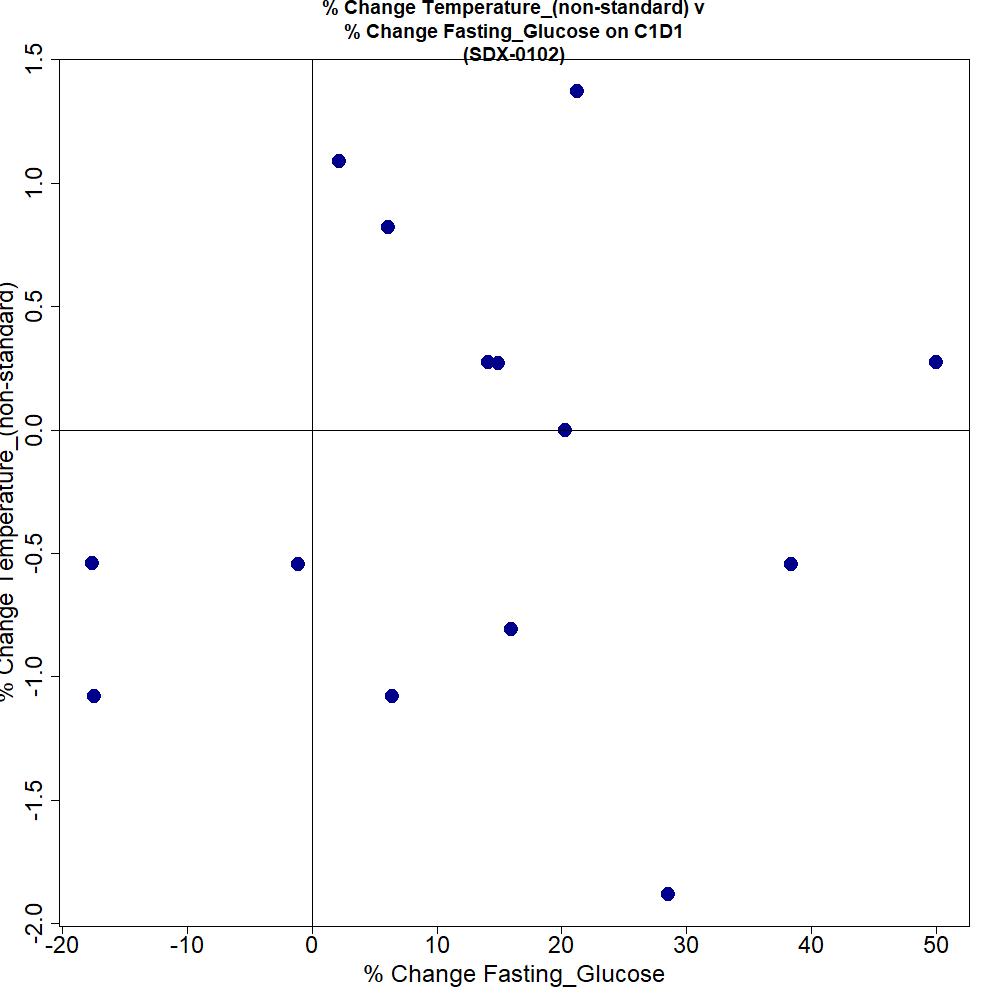 % Change Temperature_(non-standard) v
% Change Fasting_Glucose on C1D1
(SDX-0102)
% Change Temperature_(non-standard)
1.5
1.0
0.5
0.0
-0.5
-1.0
-1.5
-2.0
-20 -10 0 10 20 30 40 50
% Change Fasting_Glucose